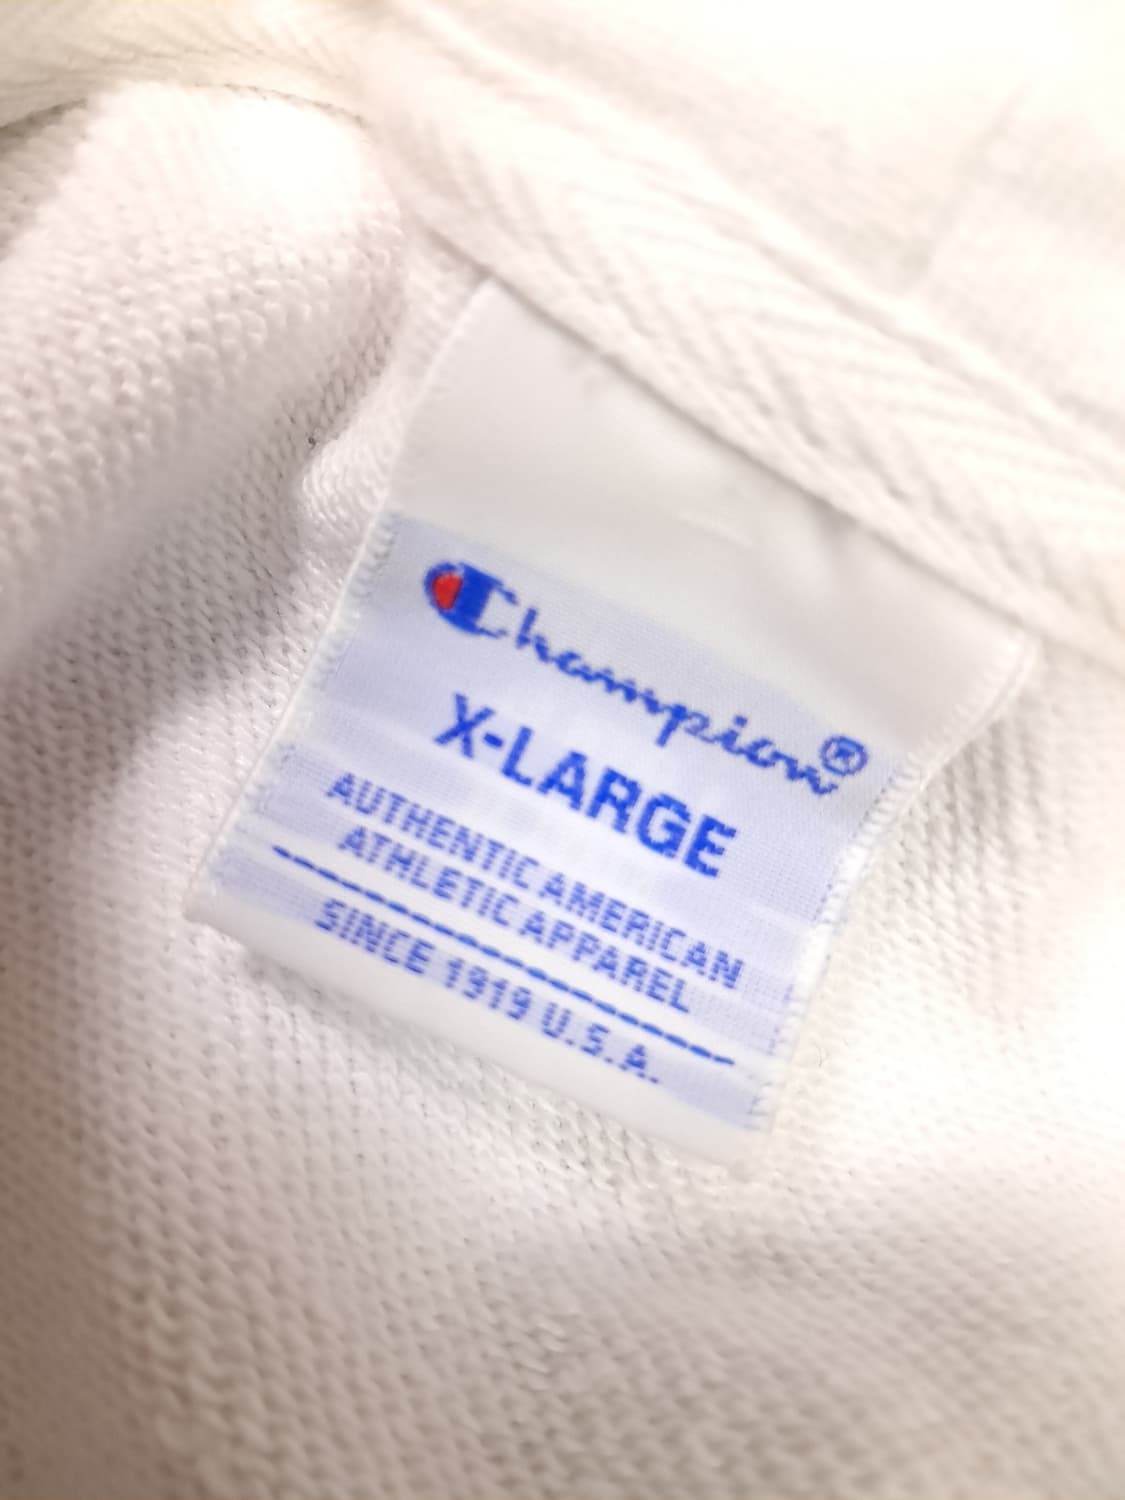 Champion®
X-LARGE
AUTHENTIC AMERICAN
ATHLETIC APPAREL
SINCE 1919 U.S.A.